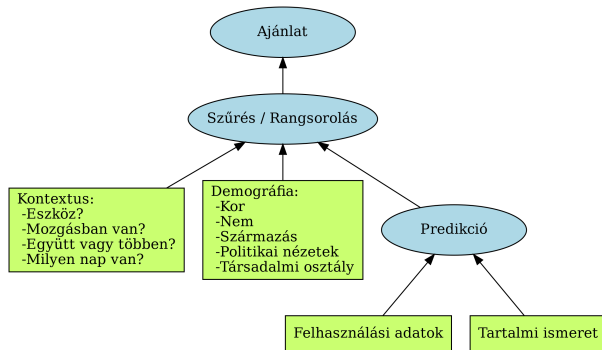 Ajánlat
Szűrés / Rangsorolás
Kontextus:
-Eszköz?
-Mozgásban van?
-Együtt vagy többen?
-Milyen nap van?
Demográfia:
-Kor
-Nem
-Származás
-Politikai nézetek
-Társadalmi osztály
Predikció
Felhasználási adatok
Tartalmi ismeret